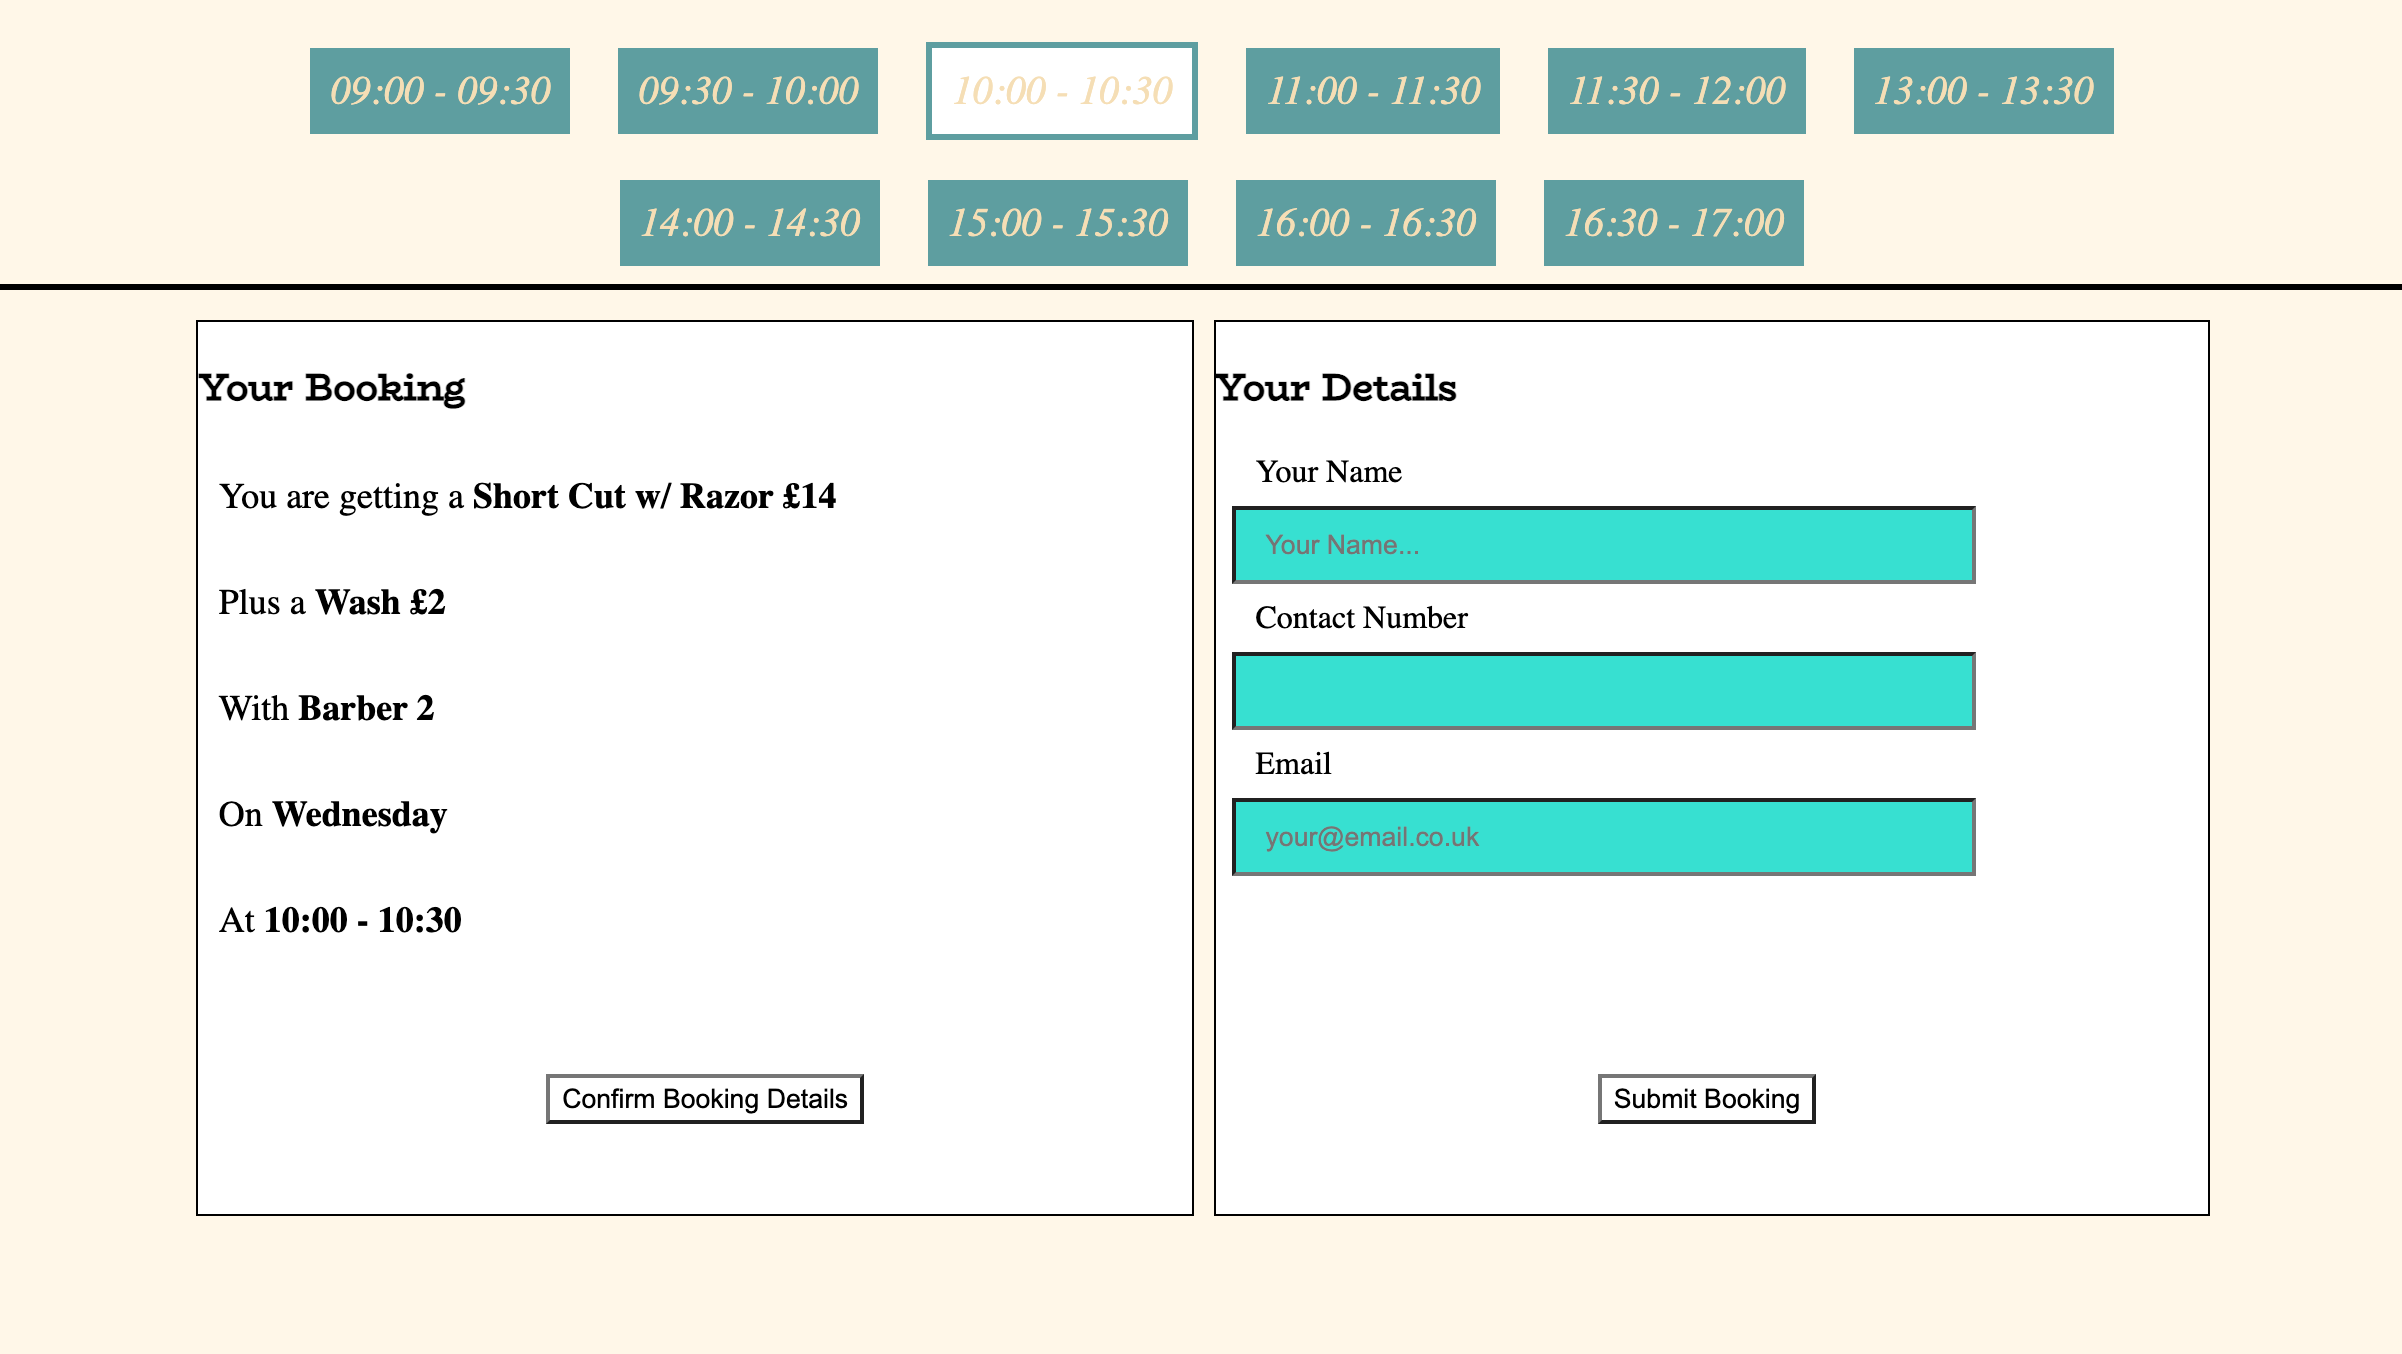 09:00 - 09:30 09:30 - 10:00 10:00 - 10:30 11:00 - 11:30 11:30 - 12:00 13:00 - 13:30
14:00 - 14:30 15:00 - 15:30 16:00 - 16:30 16:30 - 17:00
Your Booking
You are getting a Short Cut w/ Razor £14
Plus a Wash £2
With Barber 2
On Wednesday
At 10:00 - 10:30
Confirm Booking Details
Your Details
Your Name
Your Name...
Contact Number
Email
your@email.co.uk
Submit Booking